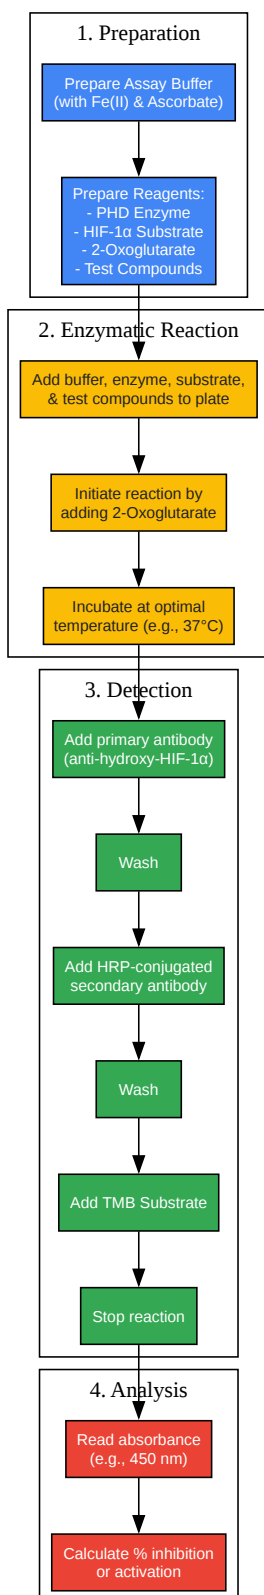 1. Preparation
Prepare Assay Buffer
(with Fe(II) & Ascorbate)
Prepare Reagents:
- PHD Enzyme
- HIF-1α Substrate
- 2-Oxoglutarate
- Test Compounds
2. Enzymatic Reaction
Add buffer, enzyme, substrate,
& test compounds to plate
Initiate reaction by
adding 2-Oxoglutarate
Incubate at optimal
temperature (e.g., 37°C)
3. Detection
Add primary antibody
(anti-hydroxy-HIF-1α)
Wash
Add HRP-conjugated
secondary antibody
Wash
Add TMB Substrate
Stop reaction
4. Analysis
Read absorbance
(e.g., 450 nm)
Calculate % inhibition
or activation